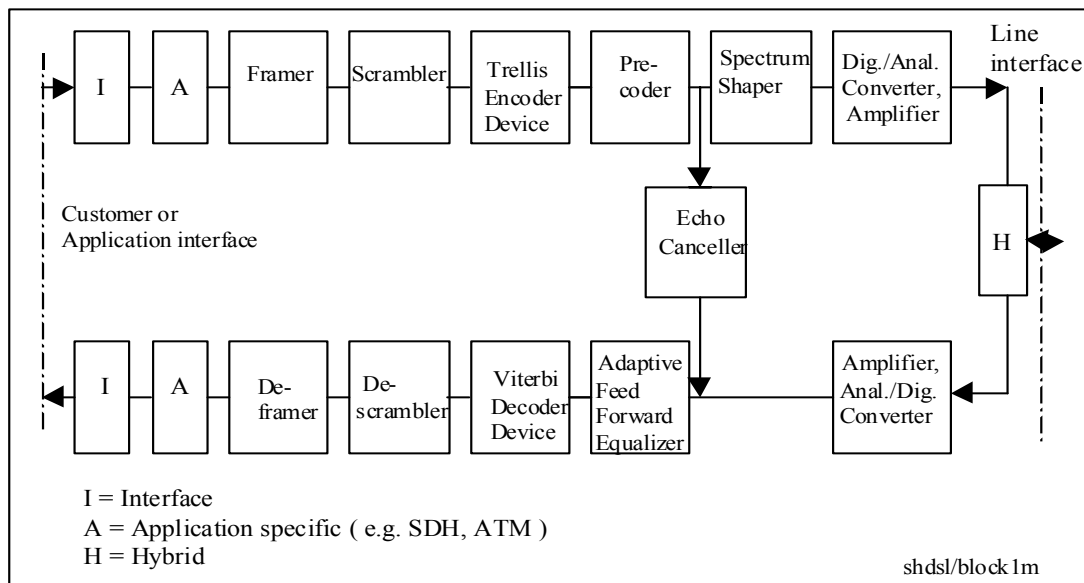 Line
interface
I
A
Framer
Scrambler
Trellis
Encoder
Device
Pre-
coder
Spectrum
Shaper
Dig./Anal.
Converter,
Amplifier
Customer or
Application interface
Echo
Canceller
H
I
A
De-
framer
De-
scrambler
Viterbi
Decoder
Device
Adaptive
Feed
Forward
Equalizer
Amplifier,
Anal./Dig.
Converter
I = Interface
A = Application specific ( e.g. SDH, ATM )
H = Hybrid
shdsl/block1m